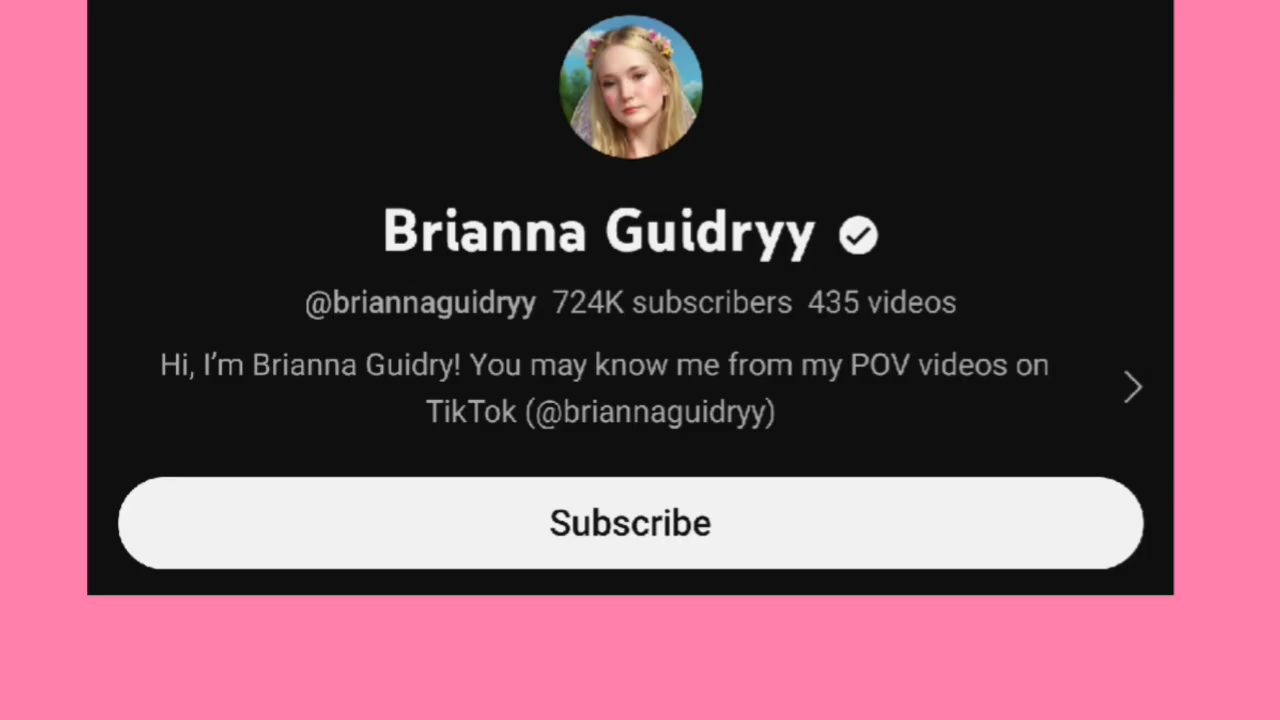 Brianna Guidryy
@briannaguidryy 724K subscribers 435 videos
Hi, I’m Brianna Guidry! You may know me from my POV videos on
TikTok (@briannaguidryy)
Subscribe